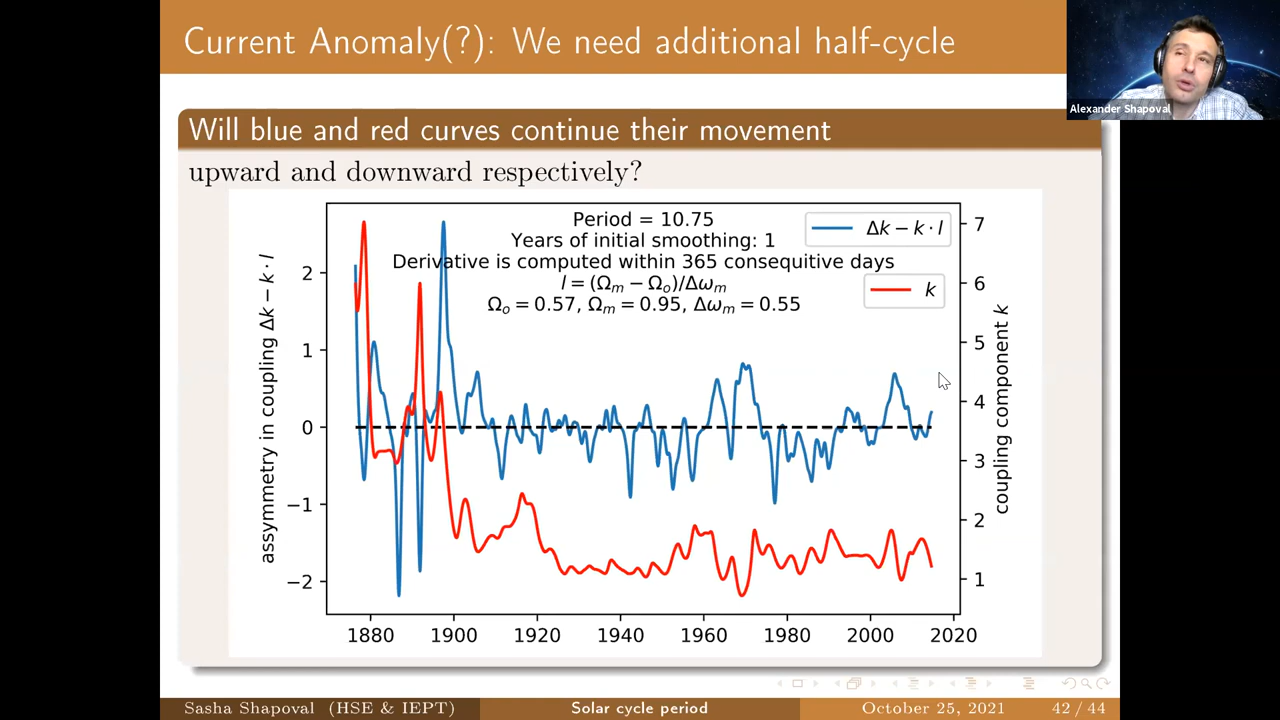 Current Anomaly(?): We need additional half-cycle
Alexander Shapoval
Will blue and red curves continue their movement
upward and downward respectively?
Period = 10.75
Years of initial smoothing: 1
Derivative is computed within 365 consequitive days
l = (Ωₘ − Ωₒ)/Δωₘ
Ωₒ = 0.57, Ωₘ = 0.95, Δωₘ = 0.55
Δk − k · l
k
assymmetry in coupling Δk − k · l
2
1
0
−1
−2
7
6
5
4
3
2
1
coupling component k
1880 1900 1920 1940 1960 1980 2000 2020
Sasha Shapoval (HSE & IEPT) Solar cycle period October 25, 2021 42 / 44